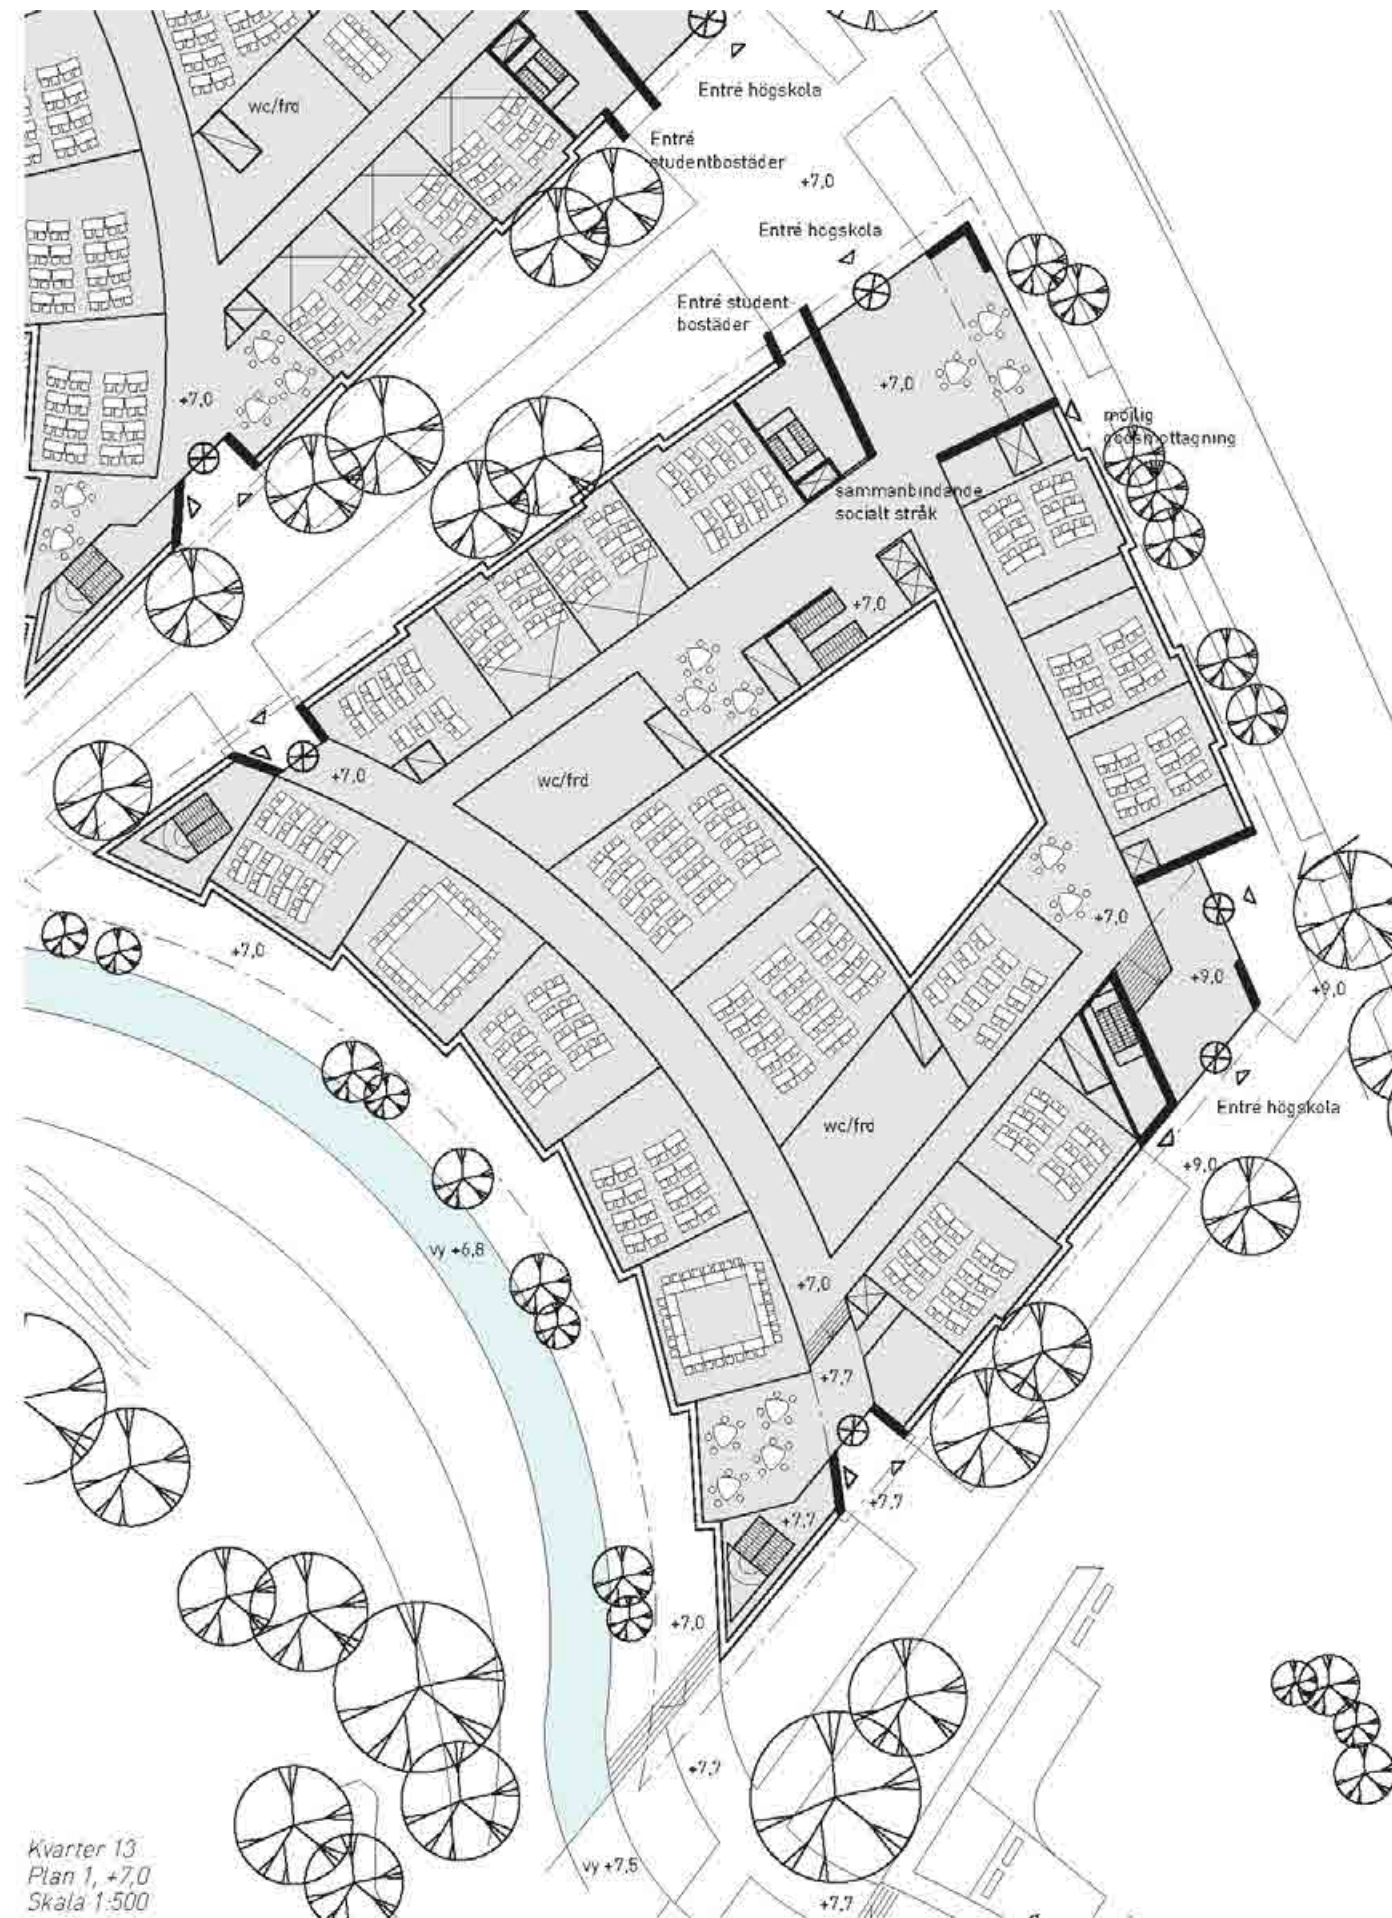 wc/frd
Entré högskola
Entré
studentbostäder
+7,0
Entré högskola
Entré student
bostäder
+7,0
+7,0
möjlig
godsmottagning
sammanbindande
socialt stråk
+7,0
wc/frd
+7,0
+7,0
+7,0
+9,0
+9,0
Entré högskola
wc/frd
+9,0
vy +6,8
+7,0
+7,7
+7,7
+7,7
+7,0
+7,7
Kvarter 13
Plan 1, +7,0
Skala 1:500
vy +7,5
+7,7